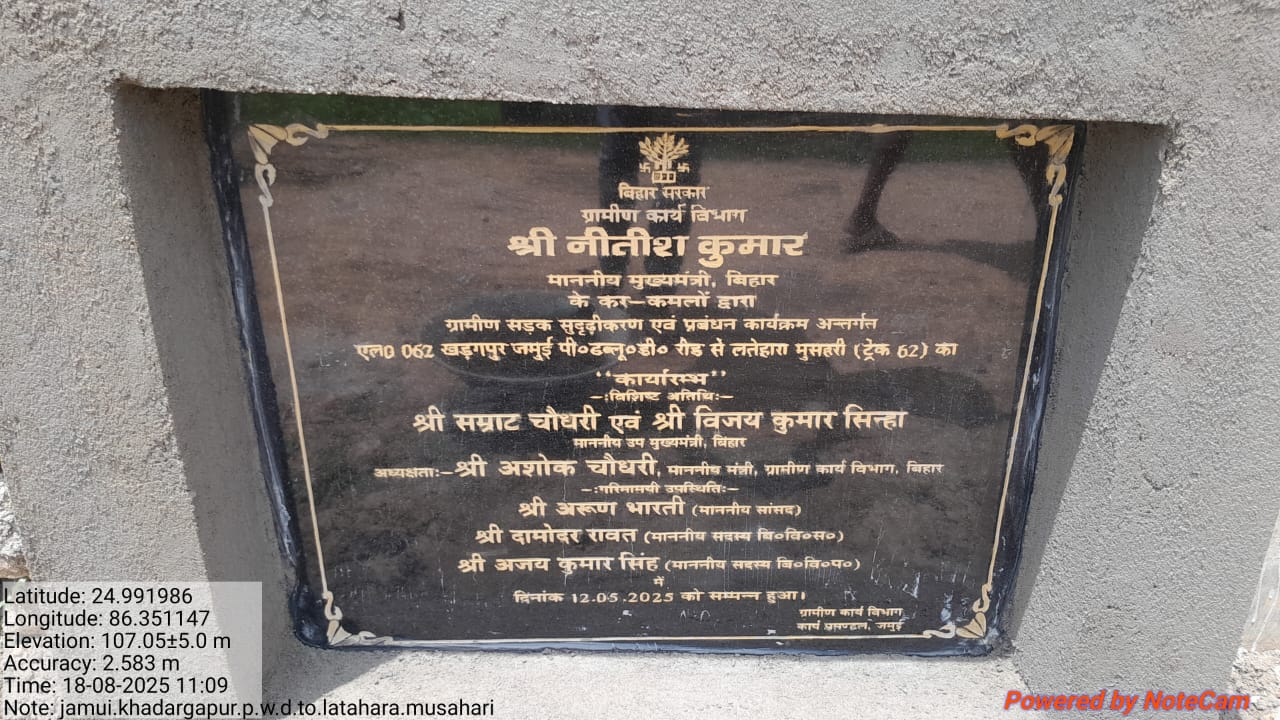 बिहार सरकार
ग्रामीण कार्य विभाग
श्री नीतीश कुमार
माननीय मुख्यमंत्री, बिहार
के कर-कमलों द्वारा
ग्रामीण सड़क सुदृढ़ीकरण एवं प्रबंधन कार्यक्रम अन्तर्गत
एल0 062 खड़गपुर जमुई पी०डब्लू०डी० रोड से लतेहारा मुसहरी (ट्रेक 62) का
“कार्यारम्भ”
-:विशिष्ट अतिथि:-
श्री सम्राट चौधरी एवं श्री विजय कुमार सिन्हा
माननीय उप मुख्यमंत्री, बिहार
अध्यक्षता:-श्री अशोक चौधरी, माननीय मंत्री, ग्रामीण कार्य विभाग, बिहार
-:गरिमामयी उपस्थिति:-
श्री अरूण भारती (माननीय सांसद)
श्री दामोदर रावत (माननीय सदस्य बि०वि०स०)
श्री अजय कुमार सिंह (माननीय सदस्य बि०वि०प०)
में
दिनांक 12.05.2025 को सम्पन्न हुआ।
ग्रामीण कार्य विभाग
कार्य प्रमण्डल, जमुई
Latitude: 24.991986
Longitude: 86.351147
Elevation: 107.05±5.0 m
Accuracy: 2.583 m
Time: 18-08-2025 11:09
Note: jamui.khadargapur.p.w.d.to.latahara.musahari
Powered by NoteCam